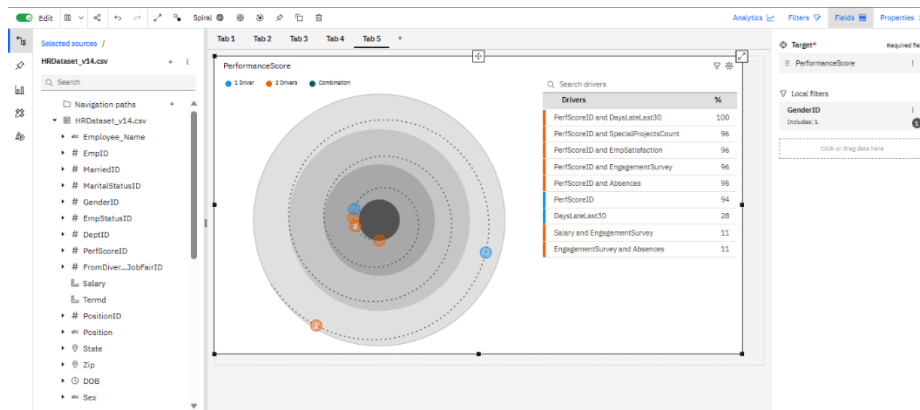 Edit
Spiral
Analytics
Filters
Fields
Properties
Selected sources /
HRDataset_v14.csv
Search
Navigation paths
HRDataset_v14.csv
abc Employee_Name
# EmpID
# MarriedID
# MaritalStatusID
# GenderID
# EmpStatusID
# DeptID
# PerfScoreID
# FromDiver...JobFairID
Salary
Termd
# PositionID
abc Position
State
Zip
DOB
abc Sex
Tab 1 Tab 2 Tab 3 Tab 4 Tab 5 +
PerformanceScore
1 Driver 2 Drivers Combination
Search drivers
Drivers %
PerfScoreID and DaysLateLast30 100
PerfScoreID and SpecialProjectsCount 96
PerfScoreID and EmpSatisfaction 96
PerfScoreID and EngagementSurvey 96
PerfScoreID and Absences 96
PerfScoreID 94
DaysLateLast30 28
Salary and EngagementSurvey 11
EngagementSurvey and Absences 11
Target* Required fie
PerformanceScore
Local filters
GenderID
Includes: 1
1
Click or drag data here